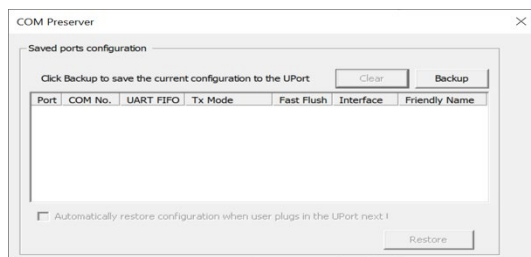 COM Preserver
Saved ports configuration
Click Backup to save the current configuration to the UPort Clear Backup
Port COM No. UART FIFO Tx Mode Fast Flush Interface Friendly Name
Automatically restore configuration when user plugs in the UPort next
Restore